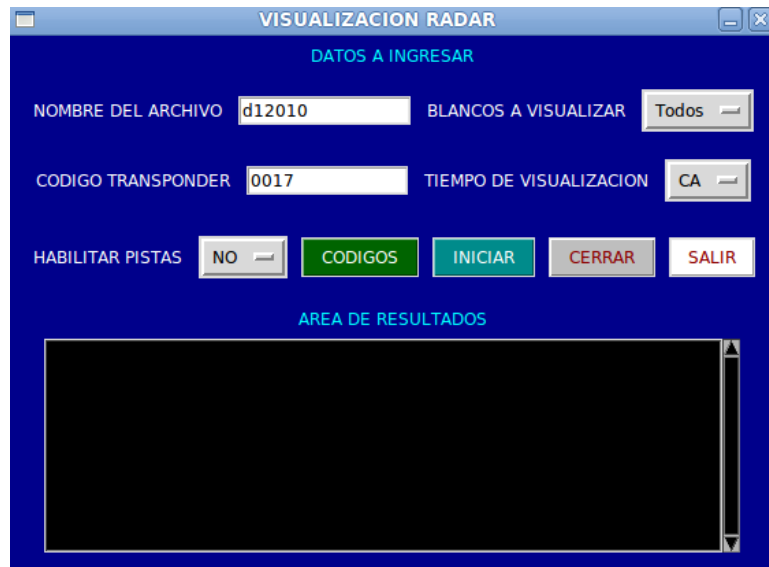 VISUALIZACION RADAR
DATOS A INGRESAR
NOMBRE DEL ARCHIVO d12010 BLANCOS A VISUALIZAR Todos
CODIGO TRANSPONDER 0017 TIEMPO DE VISUALIZACION CA
HABILITAR PISTAS NO CODIGOS INICIAR CERRAR SALIR
AREA DE RESULTADOS